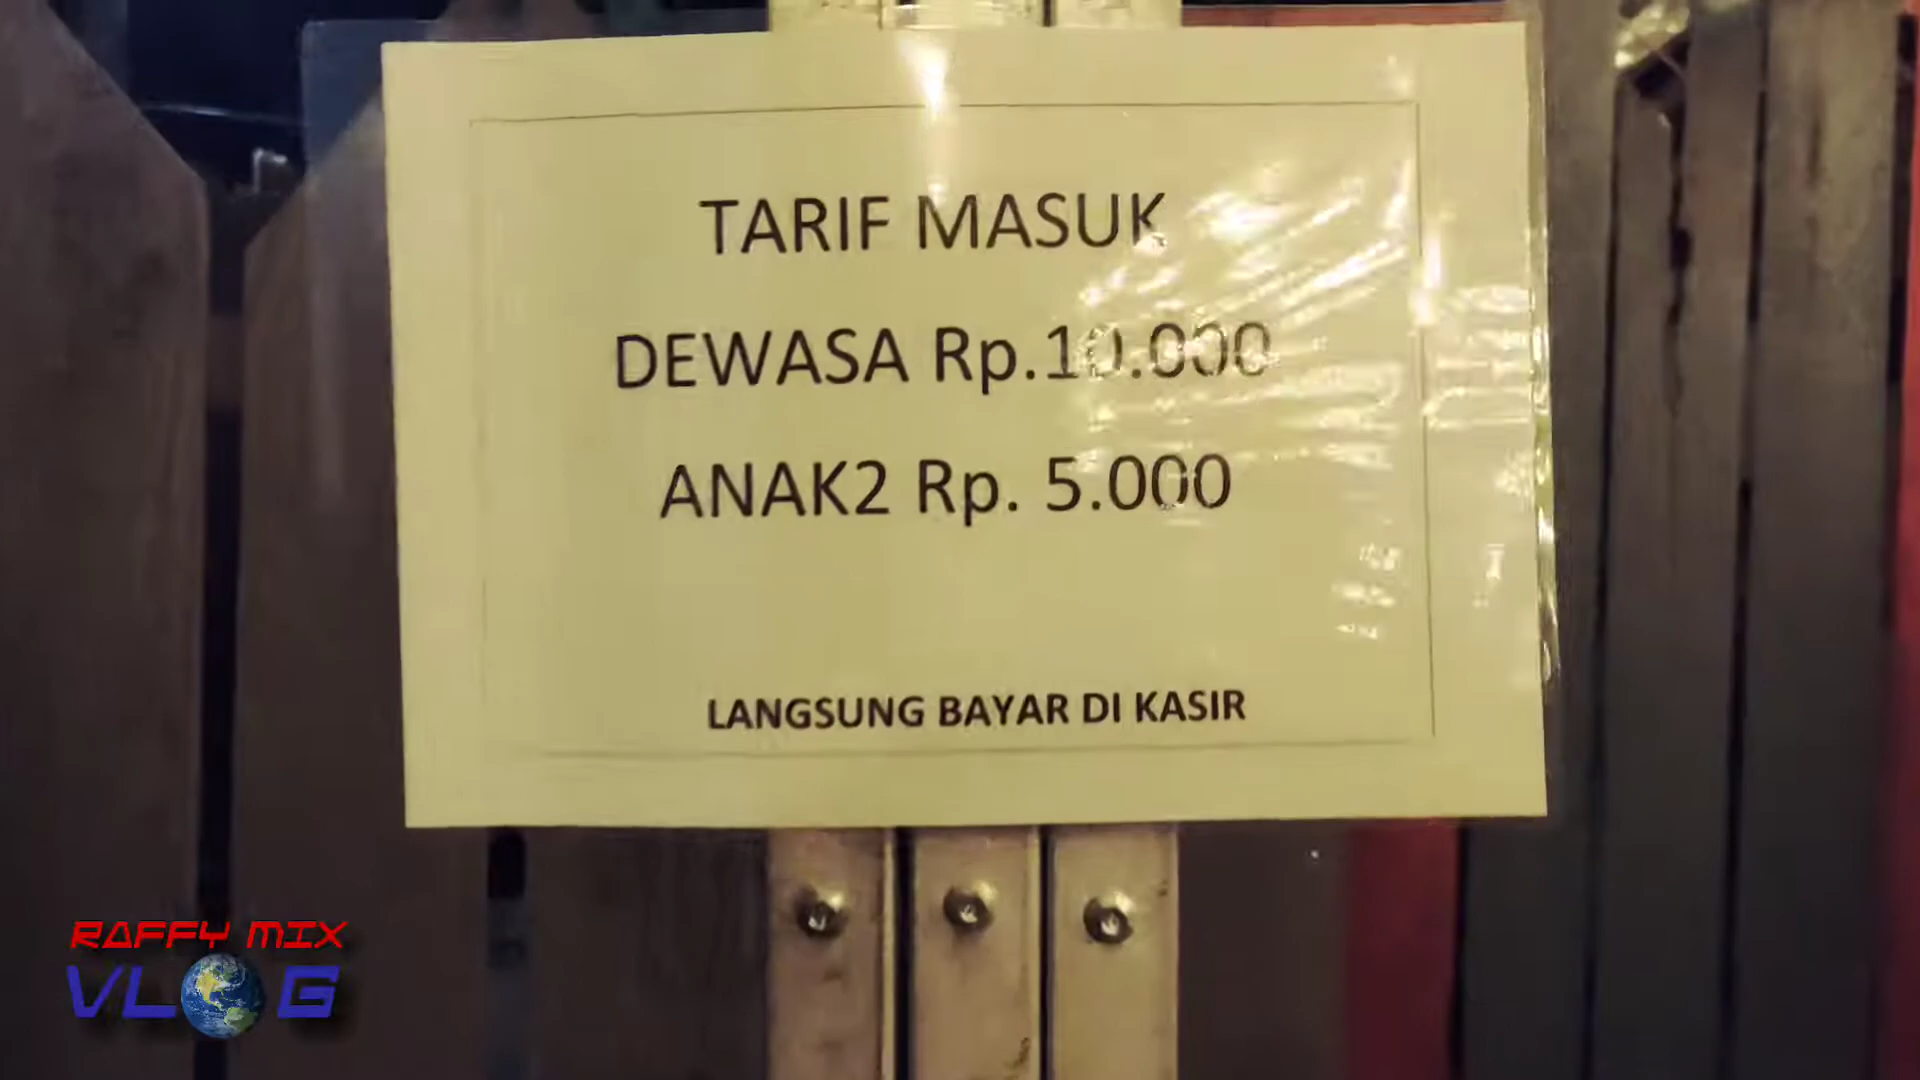 TARIF MASUK
DEWASA Rp.10.000
ANAK2 Rp. 5.000
LANGSUNG BAYAR DI KASIR
RAFFY MIX
VLOG